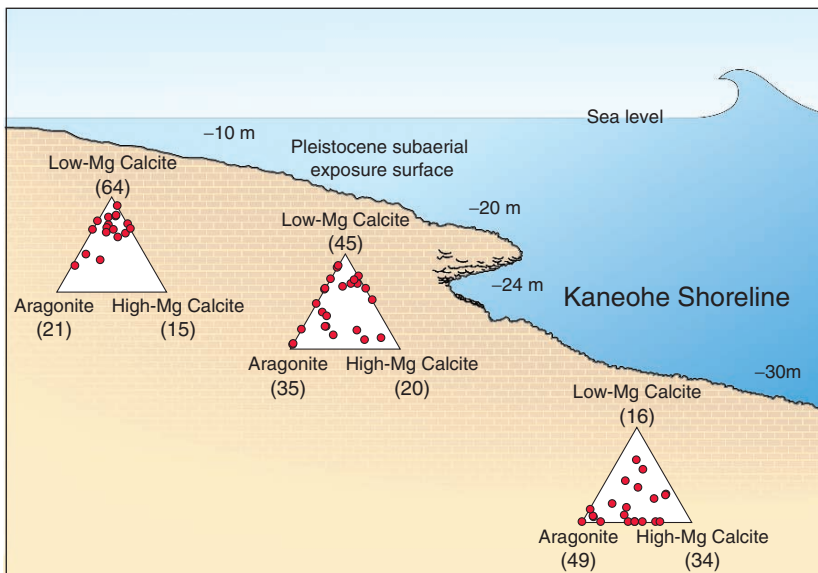 Sea level
−10 m
Pleistocene subaerial
exposure surface
Low-Mg Calcite
(64)
−20 m
Low-Mg Calcite
(45)
−24 m
Kaneohe Shoreline
Aragonite High-Mg Calcite
(21) (15)
Aragonite High-Mg Calcite
(35) (20)
−30m
Low-Mg Calcite
(16)
Aragonite High-Mg Calcite
(49) (34)